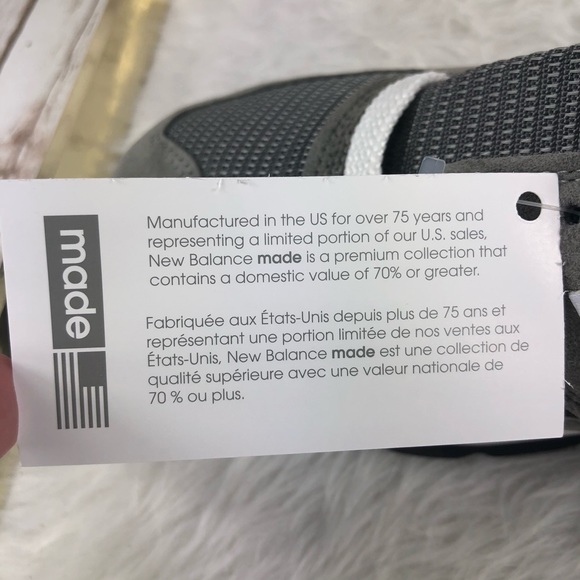 made
Manufactured in the US for over 75 years and
representing a limited portion of our U.S. sales,
New Balance made is a premium collection that
contains a domestic value of 70% or greater.
Fabriquée aux États-Unis depuis plus de 75 ans et
représentant une portion limitée de nos ventes aux
États-Unis, New Balance made est une collection de
qualité supérieure avec une valeur nationale de
70 % ou plus.